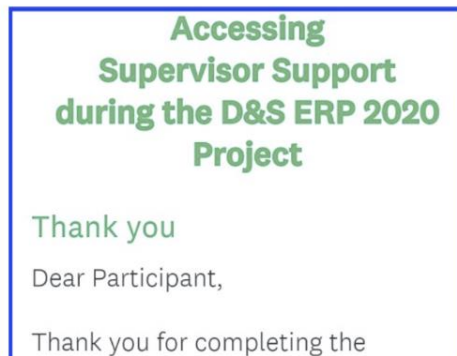 Accessing
Supervisor Support
during the D&S ERP 2020
Project
Thank you
Dear Participant,
Thank you for completing the